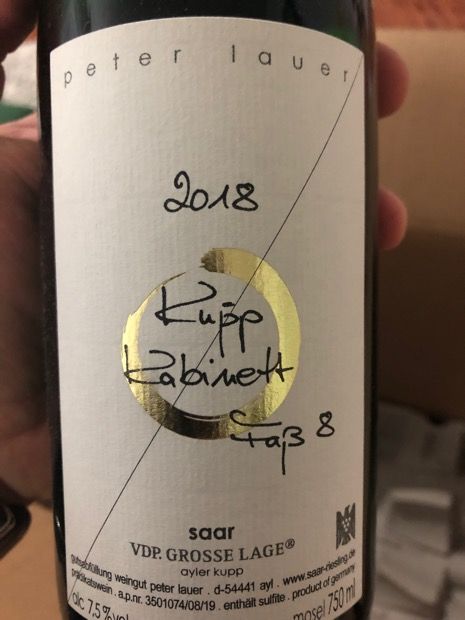 peter lauer
2018
Kupp
Kabinett
Faß 8
saar
VDP. GROSSE LAGE®
ayler kupp
gutsabfüllung weingut peter lauer . d-54441 ayl . www.saar-riesling.de
prädikatswein . a.p.nr. 3501074/08/19 . enthält sulfite . product of germany
alc 7,5 % vol
mosel 750 ml